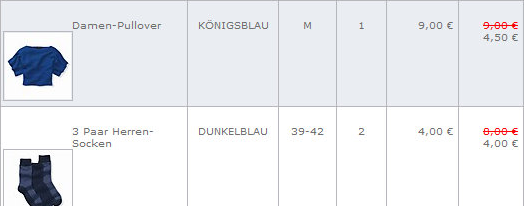 Damen-Pullover KÖNIGSBLAU M 1 9,00 € 9,00 €
4,50 €
3 Paar Herren- DUNKELBLAU 39-42 2 4,00 € 8,00 €
Socken 4,00 €